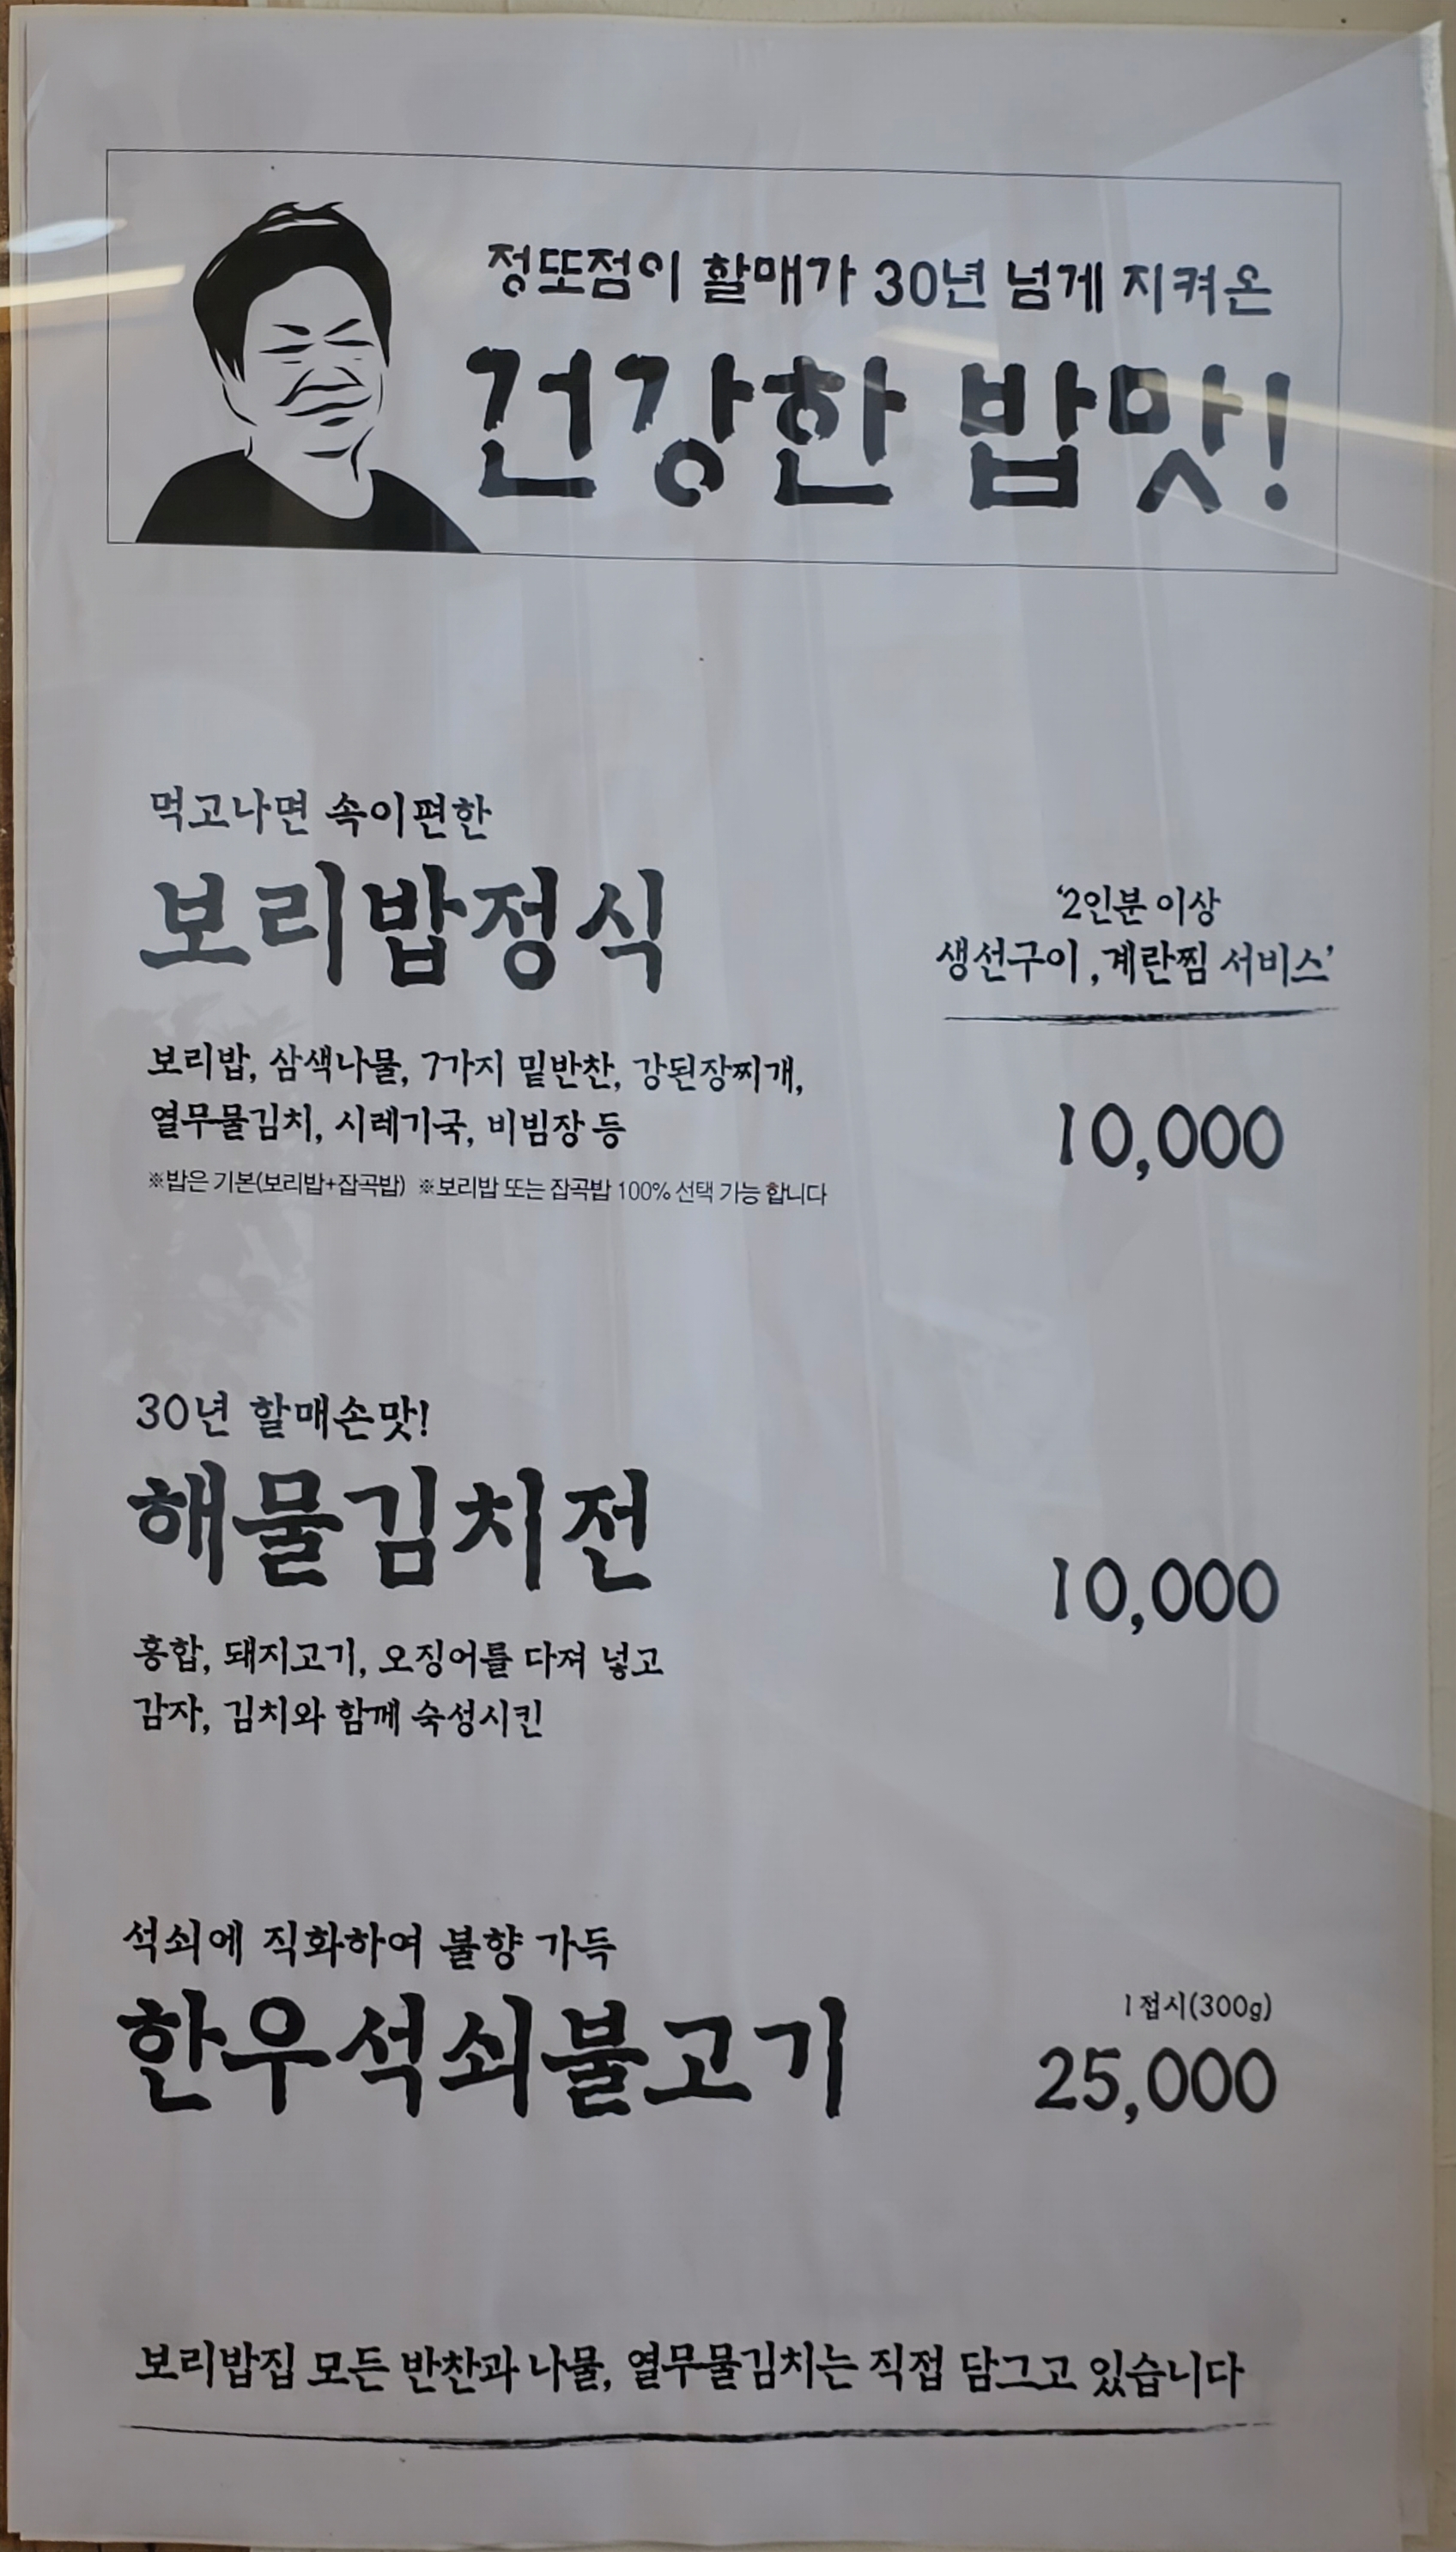 정또점이 할매가 30년 넘게 지켜온
건강한 밥맛!
먹고나면 속이편한
보리밥정식
'2인분 이상
생선구이 ,계란찜 서비스'
보리밥, 삼색나물, 7가지 밑반찬, 강된장찌개,
열무물김치, 시레기국, 비빔장 등
10,000
※밥은 기본(보리밥+잡곡밥) ※보리밥 또는 잡곡밥 100% 선택 가능 합니다
30년 할매손맛!
해물김치전
10,000
홍합, 돼지고기, 오징어를 다져 넣고
감자, 김치와 함께 숙성시킨
석쇠에 직화하여 불향 가득
한우석쇠불고기
1접시(300g)
25,000
보리밥집 모든 반찬과 나물, 열무물김치는 직접 담그고 있습니다